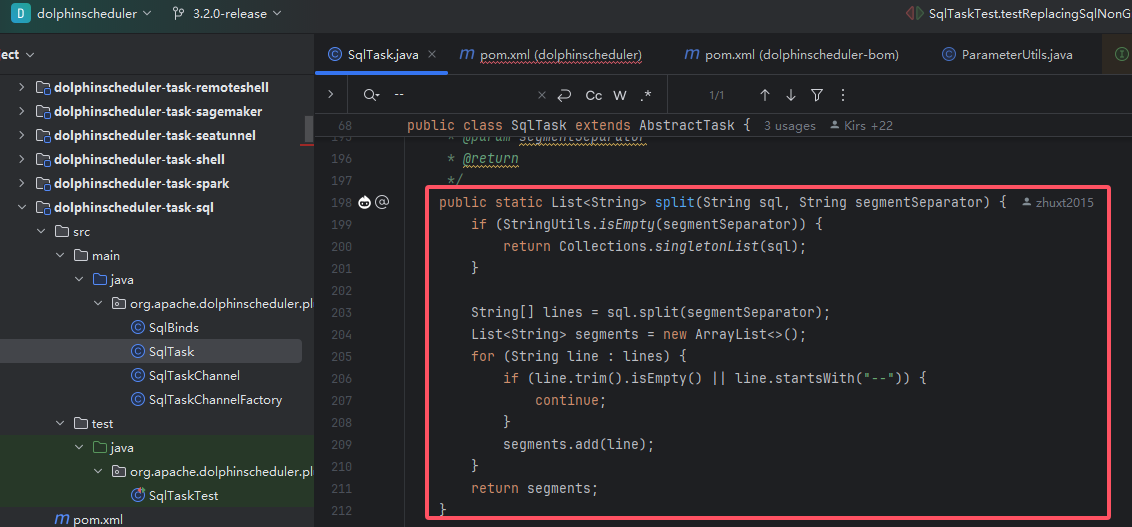 D dolphinscheduler 3.2.0-release SqlTaskTest.testReplacingSqlNonG
ect SqlTask.java pom.xml (dolphinscheduler) pom.xml (dolphinscheduler-bom) ParameterUtils.java
dolphinscheduler-task-remoteshell
dolphinscheduler-task-sagemaker
dolphinscheduler-task-seatunnel
dolphinscheduler-task-shell
dolphinscheduler-task-spark
dolphinscheduler-task-sql
src
main
java
org.apache.dolphinscheduler.pl
SqlBinds
SqlTask
SqlTaskChannel
SqlTaskChannelFactory
test
java
org.apache.dolphinscheduler.pl
SqlTaskTest
pom.xml
-- Cc W .* 1/1
68 public class SqlTask extends AbstractTask { 3 usages Kirs +22
195 * @param segmentSeparator
196 * @return
197 */
198 public static List<String> split(String sql, String segmentSeparator) { zhuxt2015
199 if (StringUtils.isEmpty(segmentSeparator)) {
200 return Collections.singletonList(sql);
201 }
202
203 String[] lines = sql.split(segmentSeparator);
204 List<String> segments = new ArrayList<>();
205 for (String line : lines) {
206 if (line.trim().isEmpty() || line.startsWith("--")) {
207 continue;
208 }
209 segments.add(line);
210 }
211 return segments;
212 }